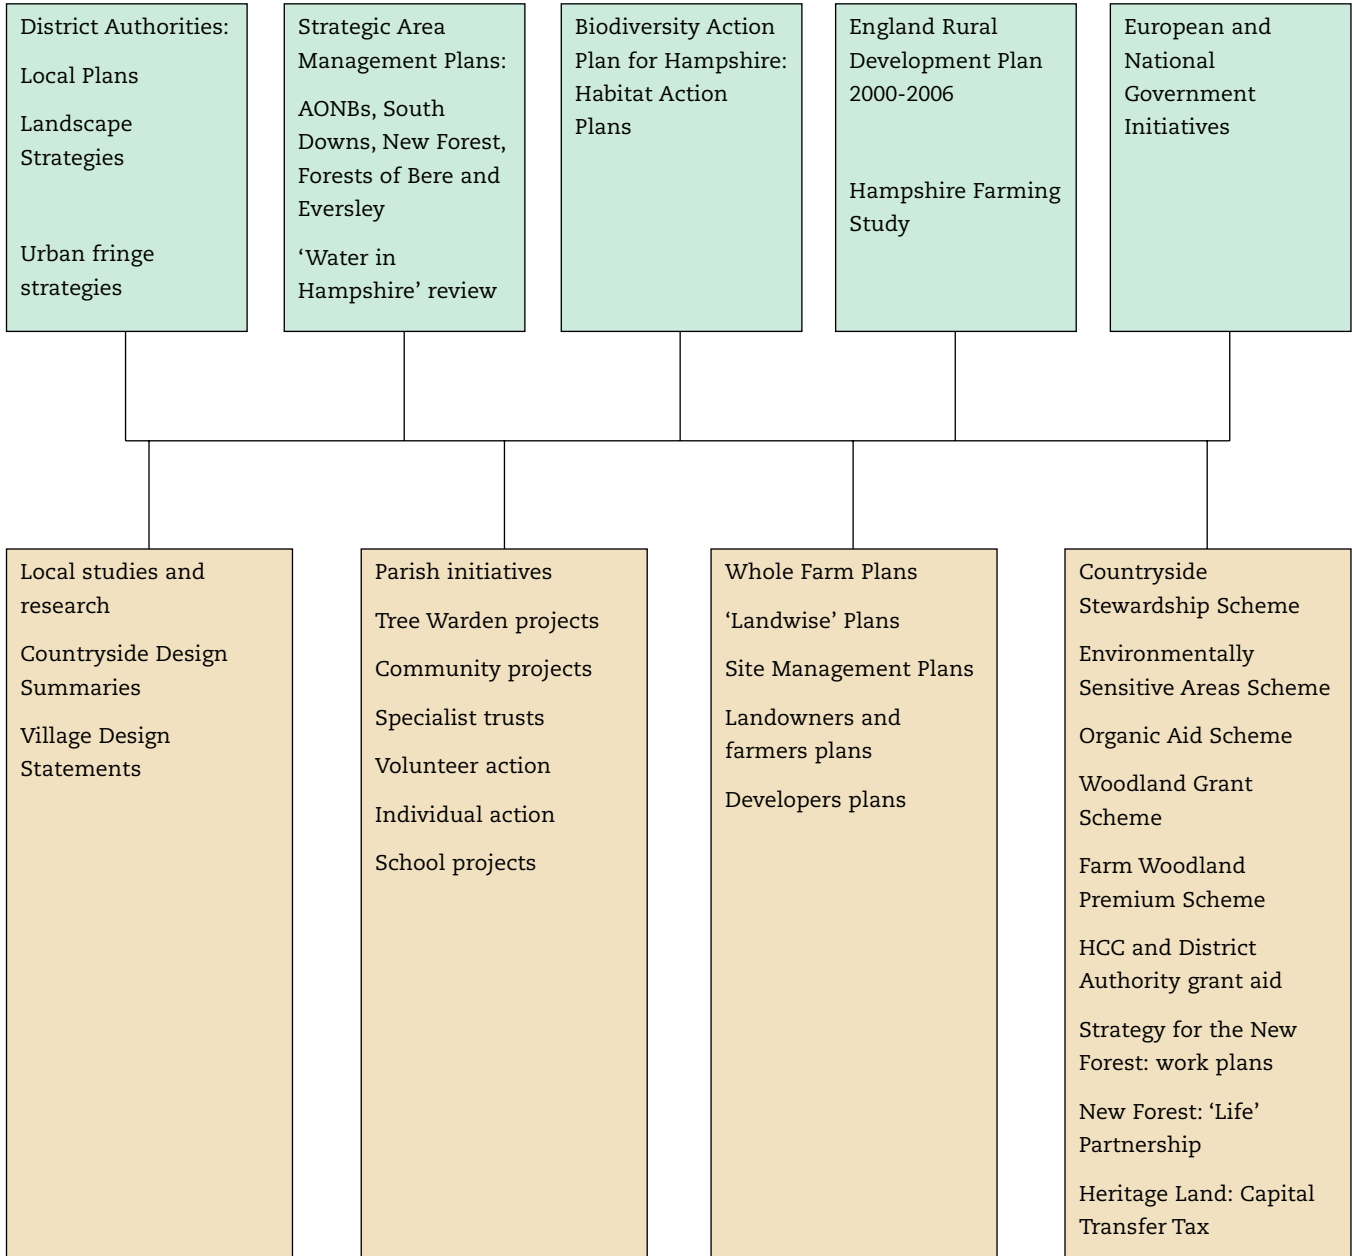 District Authorities:
Local Plans
Landscape
Strategies
Urban fringe
strategies
Strategic Area
Management Plans:
AONBs, South
Downs, New Forest,
Forests of Bere and
Eversley
‘Water in
Hampshire’ review
Biodiversity Action
Plan for Hampshire:
Habitat Action
Plans
England Rural
Development Plan
2000-2006
Hampshire Farming
Study
European and
National
Government
Initiatives
Local studies and
research
Countryside Design
Summaries
Village Design
Statements
Parish initiatives
Tree Warden projects
Community projects
Specialist trusts
Volunteer action
Individual action
School projects
Whole Farm Plans
‘Landwise’ Plans
Site Management Plans
Landowners and
farmers plans
Developers plans
Countryside
Stewardship Scheme
Environmentally
Sensitive Areas Scheme
Organic Aid Scheme
Woodland Grant
Scheme
Farm Woodland
Premium Scheme
HCC and District
Authority grant aid
Strategy for the New
Forest: work plans
New Forest: ‘Life’
Partnership
Heritage Land: Capital
Transfer Tax